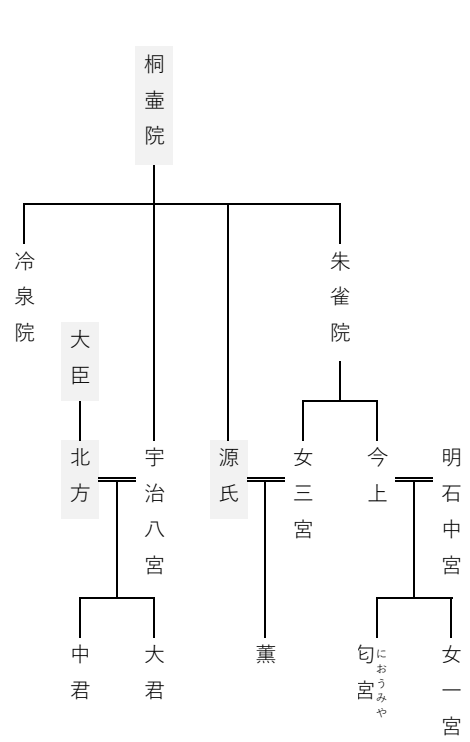 桐壷院
朱雀院
冷泉院
大臣
明石中宮
今上
女三宮
源氏
宇治八宮
北方
女一宮
匂宮
におうみや
薫
大君
中君